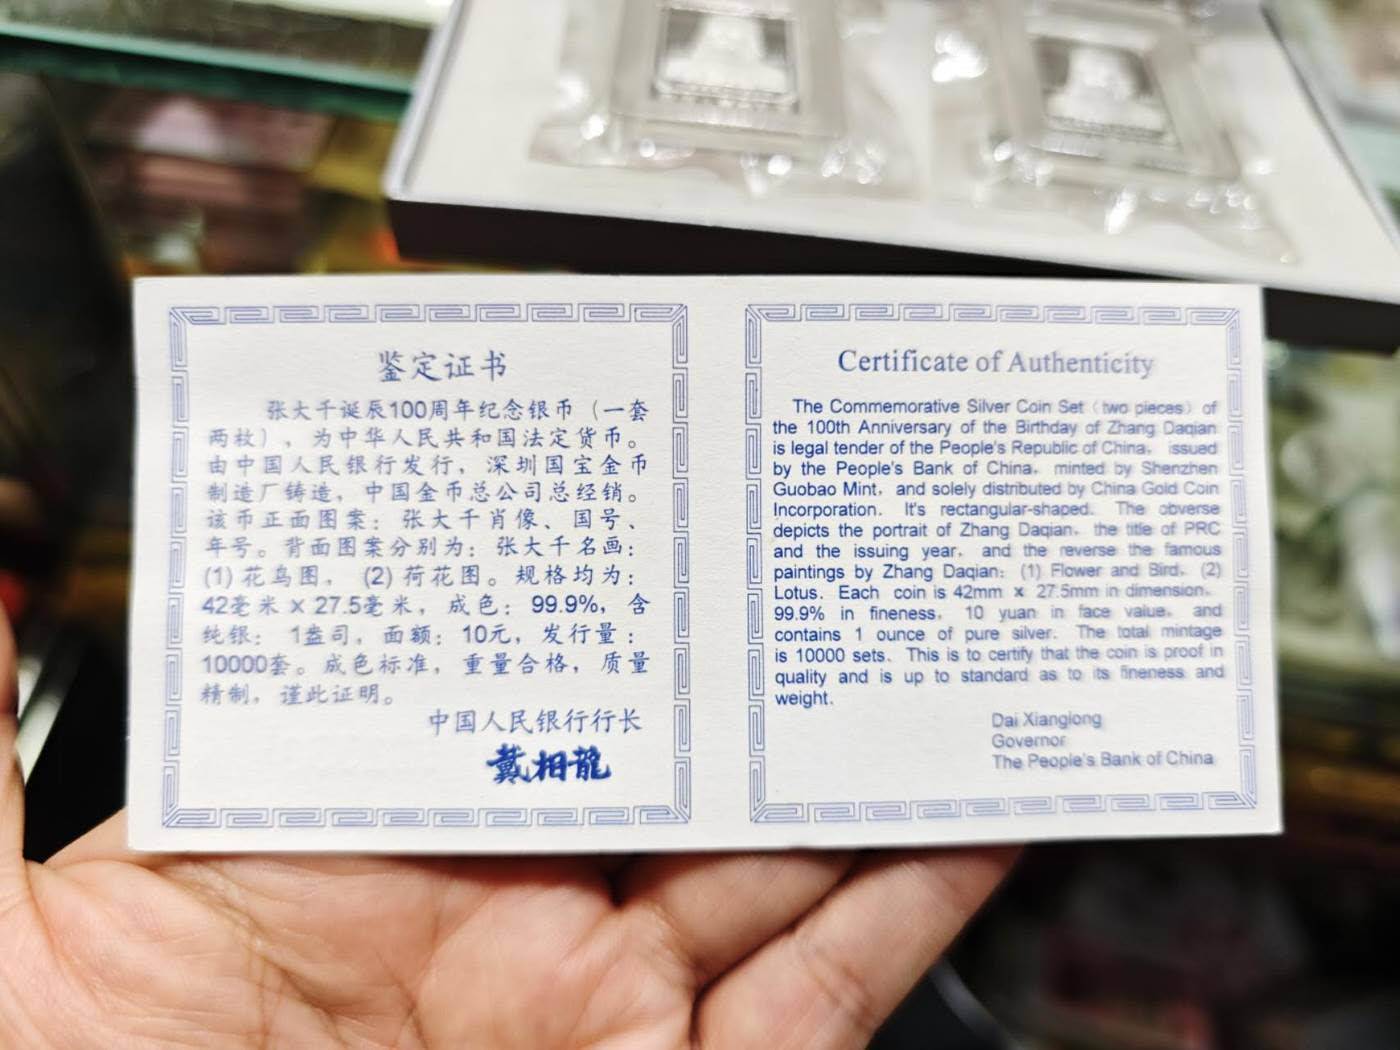 鉴定证书
张大千诞辰100周年纪念银币（一套
两枚），为中华人民共和国法定货币。
由中国人民银行发行，深圳国宝金币
制造厂铸造，中国金币总公司总经销。
该币正面图案：张大千肖像、国号、
年号。背面图案分别为：张大千名画：
(1) 花鸟图， (2) 荷花图。规格均为：
42毫米 X 27.5毫米，成色：99.9%，含
纯银： 1盎司，面额：10元，发行量：
10000套。成色标准，重量合格，质量
精制，谨此证明。
中国人民银行行长
戴相龍
Certificate of Authenticity
The Commemorative Silver Coin Set（two pieces）of
the 100th Anniversary of the Birthday of Zhang Daqian
is legal tender of the People's Republic of China，issued
by the People's Bank of China，minted by Shenzhen
Guobao Mint，and solely distributed by China Gold Coin
Incorporation. It's rectangular-shaped. The obverse
depicts the portrait of Zhang Daqian，the title of PRC
and the issuing year，and the reverse the famous
paintings by Zhang Daqian：(1) Flower and Bird，(2)
Lotus. Each coin is 42mm × 27.5mm in dimension，
99.9% in fineness，10 yuan in face value，and
contains 1 ounce of pure silver. The total mintage
is 10000 sets. This is to certify that the coin is proof in
quality and is up to standard as to its fineness and
weight.
Dai Xianglong
Governor
The People's Bank of China